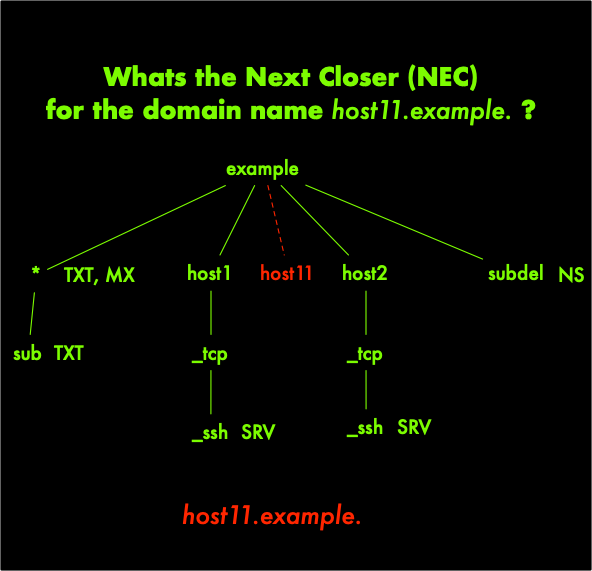 Whats the Next Closer (NEC)
for the domain name host11.example. ?
example
* TXT, MX host1 host11 host2 subdel NS
sub TXT _tcp _tcp
_ssh SRV _ssh SRV
host11.example.